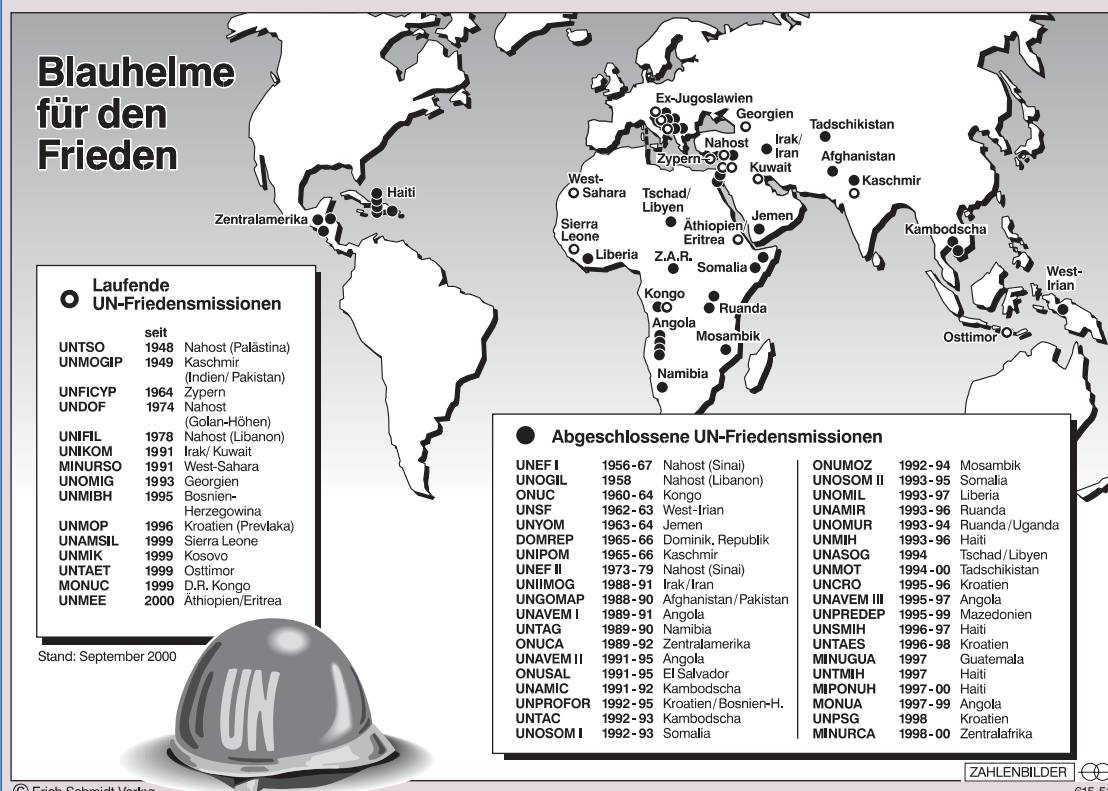 Blauhelme
für den
Frieden
Ex-Jugoslawien
Georgien
Tadschikistan
Nahost
Irak/
Iran
Zypern
Afghanistan
Kuwait
Kaschmir
West-
Sahara
Haiti
Tschad/
Libyen
Zentralamerika
Jemen
Sierra
Leone
Äthiopien
Eritrea
Kambodscha
Liberia
Z.A.R.
Somalia
West-
Irian
Kongo
Ruanda
Angola
Mosambik
Osttimor
Namibia
Laufende
UN-Friedensmissionen
seit
UNTSO 1948 Nahost (Palästina)
UNMOGIP 1949 Kaschmir
(Indien/ Pakistan)
UNFICYP 1964 Zypern
UNDOF 1974 Nahost
(Golan-Höhen)
UNIFIL 1978 Nahost (Libanon)
UNIKOM 1991 Irak/ Kuwait
MINURSO 1991 West-Sahara
UNOMIG 1993 Georgien
UNMIBH 1995 Bosnien-
Herzegowina
UNMOP 1996 Kroatien (Prevlaka)
UNAMSIL 1999 Sierra Leone
UNMIK 1999 Kosovo
UNTAET 1999 Osttimor
MONUC 1999 D.R. Kongo
UNMEE 2000 Äthiopien/Eritrea
Stand: September 2000
UN
Abgeschlossene UN-Friedensmissionen
UNEF I 1956-67 Nahost (Sinai)
UNOGIL 1958 Nahost (Libanon)
ONUC 1960-64 Kongo
UNSF 1962-63 West-Irian
UNYOM 1963-64 Jemen
DOMREP 1965-66 Dominik. Republik
UNIPOM 1965-66 Kaschmir
UNEF II 1973-79 Nahost (Sinai)
UNIIMOG 1988-91 Irak/Iran
UNGOMAP 1988-90 Afghanistan/Pakistan
UNAVEM I 1989-91 Angola
UNTAG 1989-90 Namibia
ONUCA 1989-92 Zentralamerika
UNAVEM II 1991-95 Angola
ONUSAL 1991-95 El Salvador
UNAMIC 1991-92 Kambodscha
UNPROFOR 1992-95 Kroatien/Bosnien-H.
UNTAC 1992-93 Kambodscha
UNOSOM I 1992-93 Somalia
ONUMOZ 1992-94 Mosambik
UNOSOM II 1993-95 Somalia
UNOMIL 1993-97 Liberia
UNAMIR 1993-96 Ruanda
UNOMUR 1993-94 Ruanda/Uganda
UNMIH 1993-96 Haiti
UNASOG 1994 Tschad/Libyen
UNMOT 1994-00 Tadschikistan
UNCRO 1995-96 Kroatien
UNAVEM III 1995-97 Angola
UNPREDEP 1995-99 Mazedonien
UNSMIH 1996-97 Haiti
UNTAES 1996-98 Kroatien
MINUGUA 1997 Guatemala
UNTMIH 1997 Haiti
MIPONUH 1997-00 Haiti
MONUA 1997-99 Angola
UNPSG 1998 Kroatien
MINURCA 1998-00 Zentralafrika
ZAHLENBILDER
© Erich Schmidt Verlag